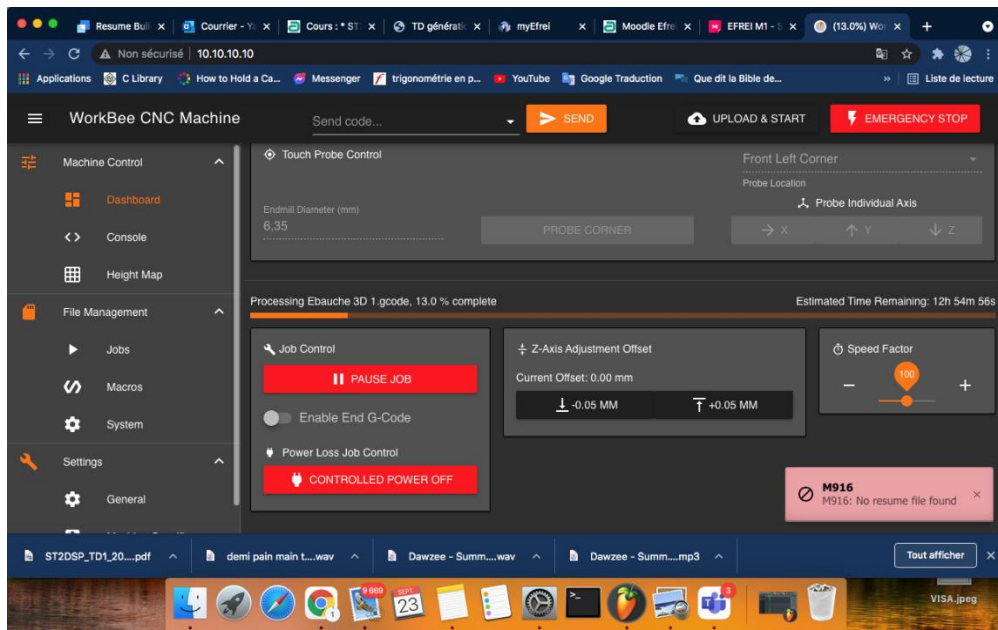 Resume Buil
Courrier - Ya
Cours : * ST
TD génératio
myEfrei
Moodle Efre
EFREI M1 - S
(13.0%) Wor
Non sécurisé
10.10.10.10
Applications
C Library
How to Hold a Ca...
Messenger
trigonométrie en p...
YouTube
Google Traduction
Que dit la Bible de...
»
Liste de lecture
WorkBee CNC Machine
Send code...
SEND
UPLOAD & START
EMERGENCY STOP
Machine Control
Dashboard
Console
Height Map
File Management
Jobs
Macros
System
Settings
General
Touch Probe Control
Front Left Corner
Probe Location
Probe Individual Axis
Endmill Diameter (mm)
6,35
PROBE CORNER
X
Y
Z
Processing Ebauche 3D 1.gcode, 13.0 % complete
Estimated Time Remaining: 12h 54m 56s
Job Control
PAUSE JOB
Enable End G-Code
Power Loss Job Control
CONTROLLED POWER OFF
Z-Axis Adjustment Offset
Current Offset: 0.00 mm
-0.05 MM
+0.05 MM
Speed Factor
100
M916
M916: No resume file found
ST2DSP_TD1_20....pdf
demi pain main t....wav
Dawzee - Summ....wav
Dawzee - Summ....mp3
Tout afficher
9 669
SEPT.
23
3
VISA.jpeg